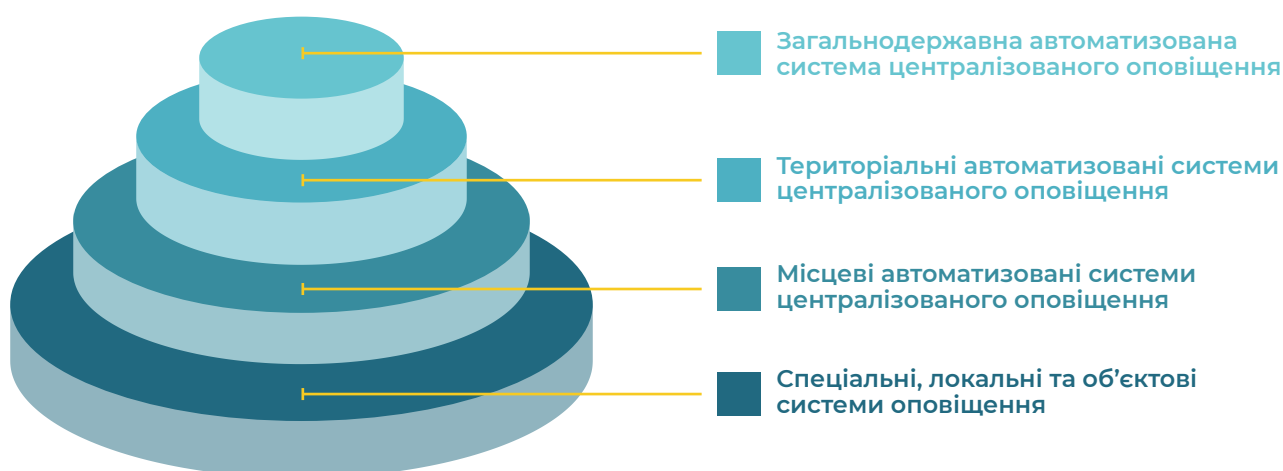 Загальнодержавна автоматизована
система централізованого оповіщення
Територіальні автоматизовані системи
централізованого оповіщення
Місцеві автоматизовані системи
централізованого оповіщення
Спеціальні, локальні та об’єктові
системи оповіщення